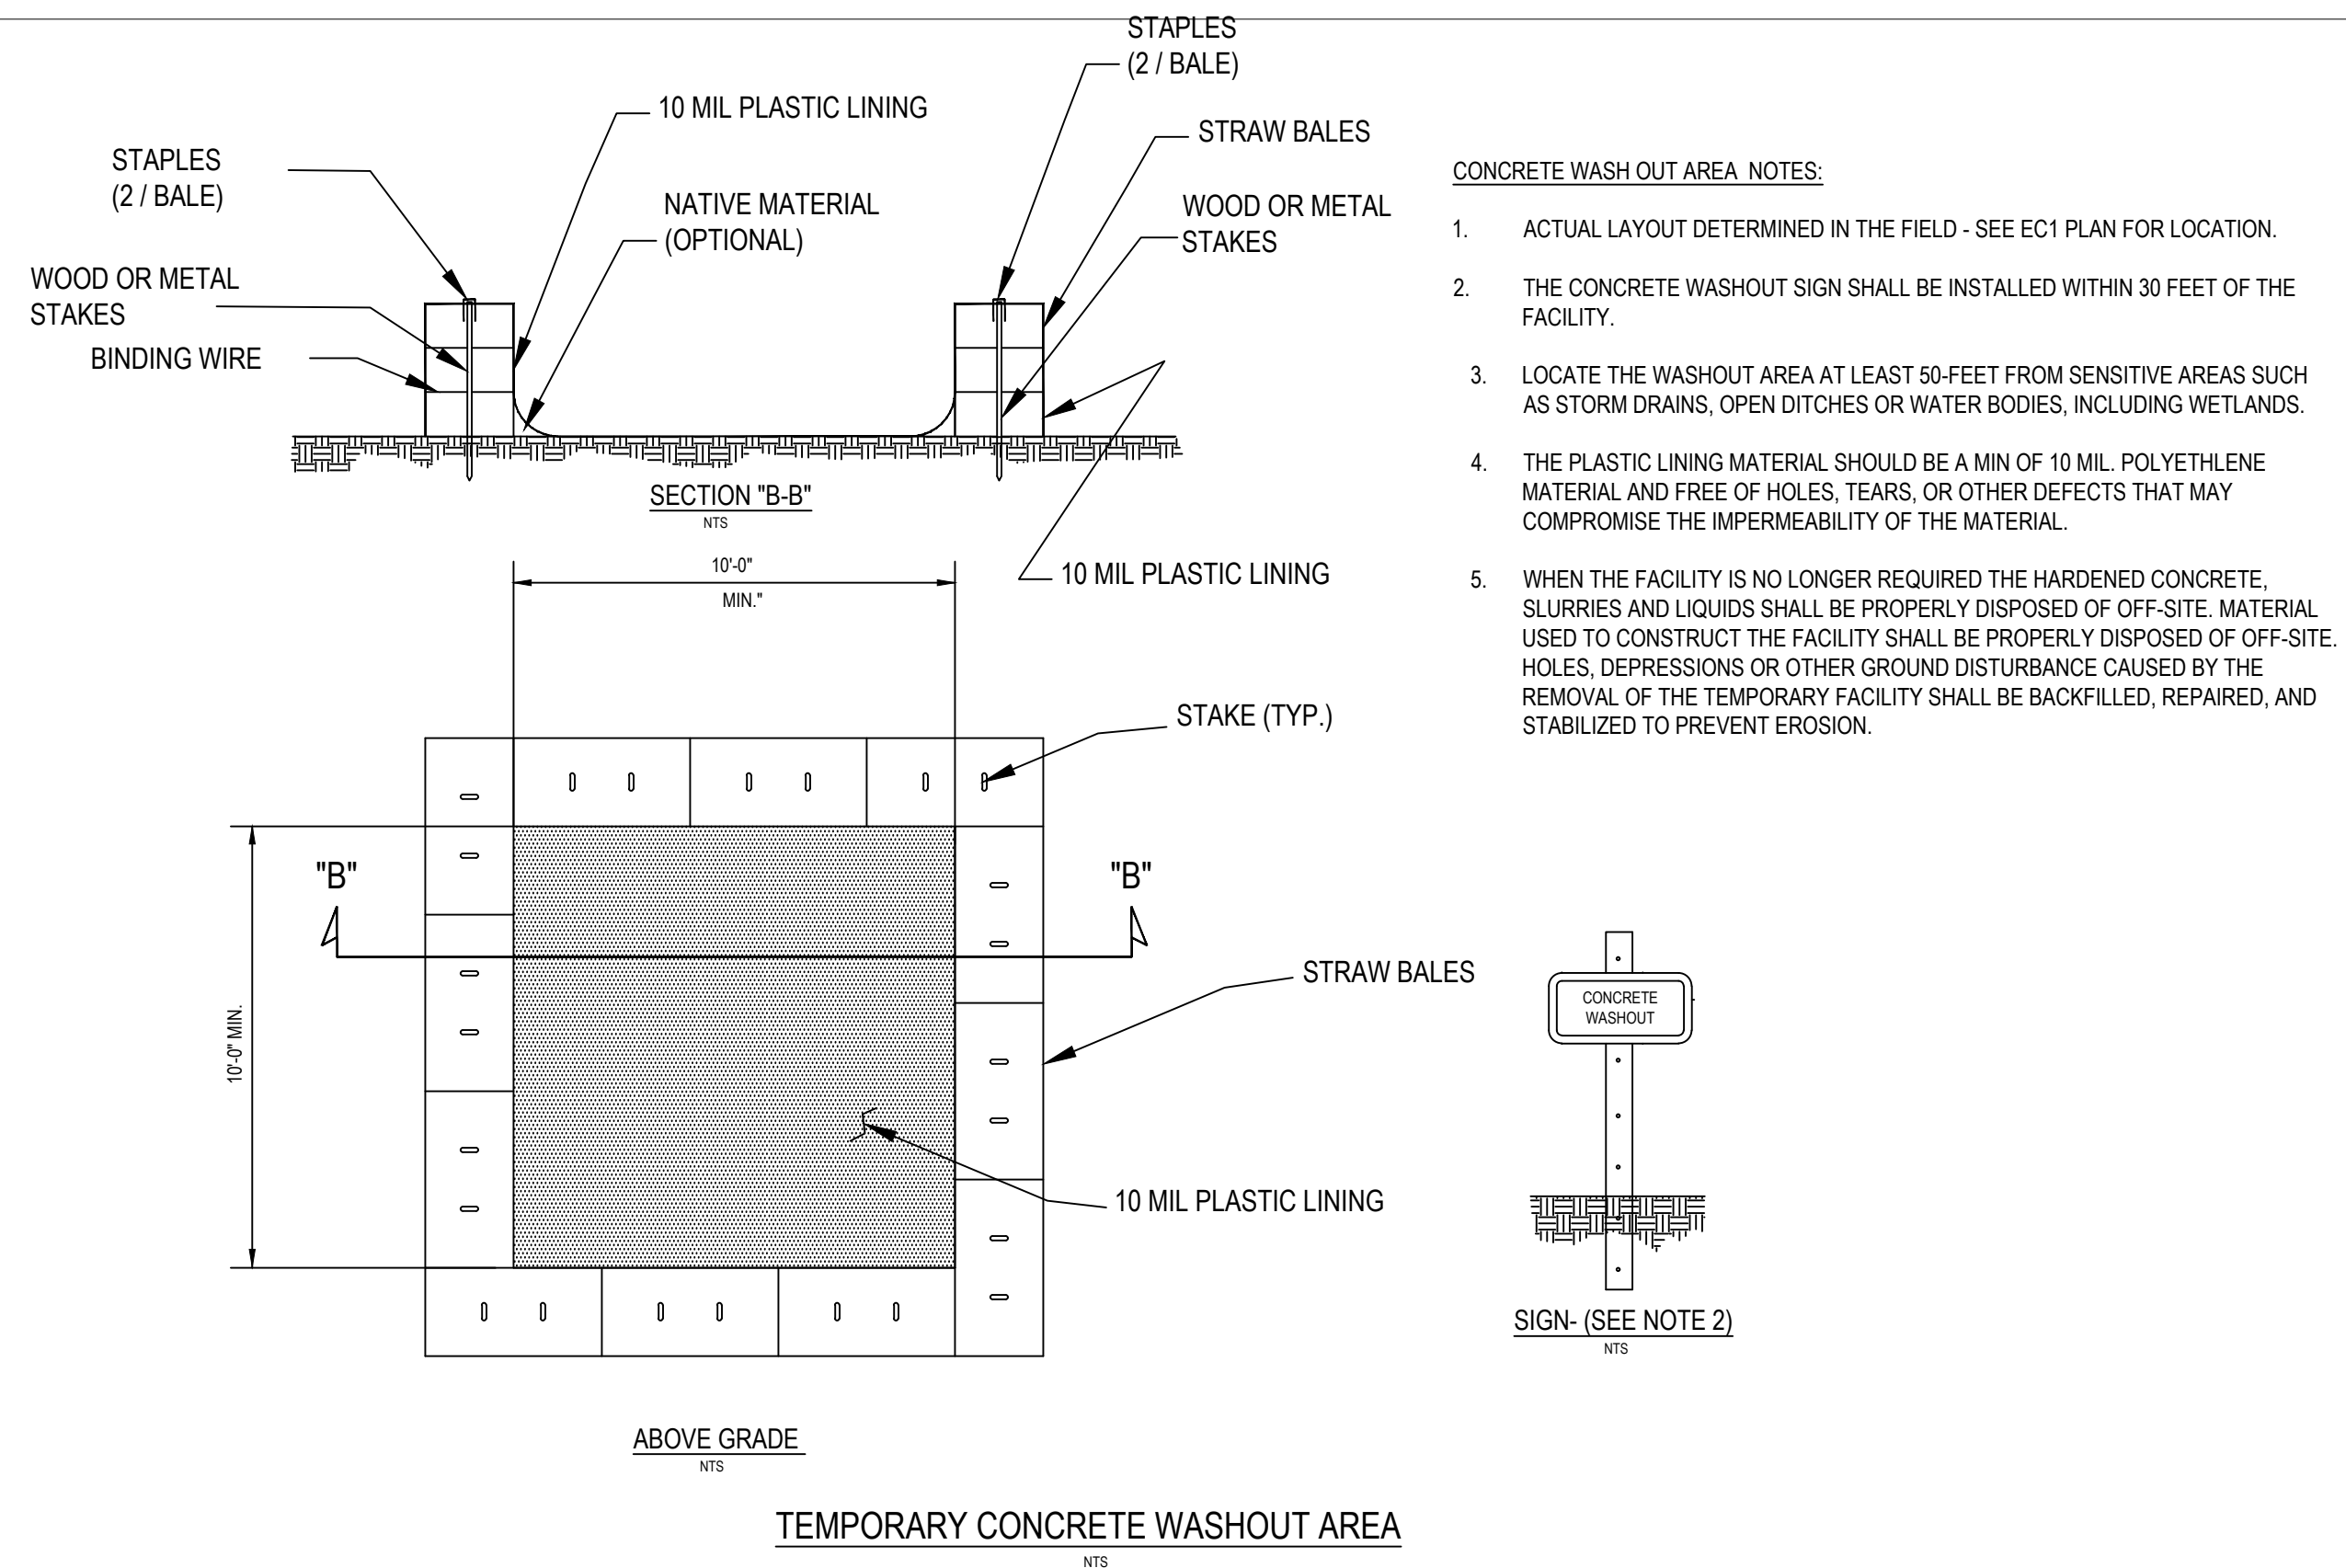 STAPLES
(2 / BALE)
10 MIL PLASTIC LINING
STRAW BALES
STAPLES
(2 / BALE)
NATIVE MATERIAL
(OPTIONAL)
WOOD OR METAL
STAKES
WOOD OR METAL
STAKES
BINDING WIRE
SECTION "B-B"
NTS
10 MIL PLASTIC LINING
10'-0"
MIN."
STAKE (TYP.)
"B"
"B"
10'-0" MIN.
STRAW BALES
10 MIL PLASTIC LINING
ABOVE GRADE
NTS
CONCRETE WASH OUT AREA NOTES:
1. ACTUAL LAYOUT DETERMINED IN THE FIELD - SEE EC1 PLAN FOR LOCATION.
2. THE CONCRETE WASHOUT SIGN SHALL BE INSTALLED WITHIN 30 FEET OF THE
FACILITY.
3. LOCATE THE WASHOUT AREA AT LEAST 50-FEET FROM SENSITIVE AREAS SUCH
AS STORM DRAINS, OPEN DITCHES OR WATER BODIES, INCLUDING WETLANDS.
4. THE PLASTIC LINING MATERIAL SHOULD BE A MIN OF 10 MIL. POLYETHLENE
MATERIAL AND FREE OF HOLES, TEARS, OR OTHER DEFECTS THAT MAY
COMPROMISE THE IMPERMEABILITY OF THE MATERIAL.
5. WHEN THE FACILITY IS NO LONGER REQUIRED THE HARDENED CONCRETE,
SLURRIES AND LIQUIDS SHALL BE PROPERLY DISPOSED OF OFF-SITE. MATERIAL
USED TO CONSTRUCT THE FACILITY SHALL BE PROPERLY DISPOSED OF OFF-SITE.
HOLES, DEPRESSIONS OR OTHER GROUND DISTURBANCE CAUSED BY THE
REMOVAL OF THE TEMPORARY FACILITY SHALL BE BACKFILLED, REPAIRED, AND
STABILIZED TO PREVENT EROSION.
CONCRETE
WASHOUT
SIGN- (SEE NOTE 2)
NTS
TEMPORARY CONCRETE WASHOUT AREA
NTS